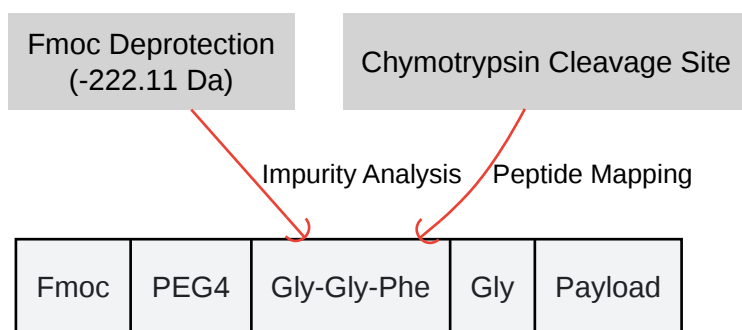 Fmoc Deprotection
(-222.11 Da)
Chymotrypsin Cleavage Site
Impurity Analysis
Peptide Mapping
Fmoc
PEG4
Gly-Gly-Phe
Gly
Payload